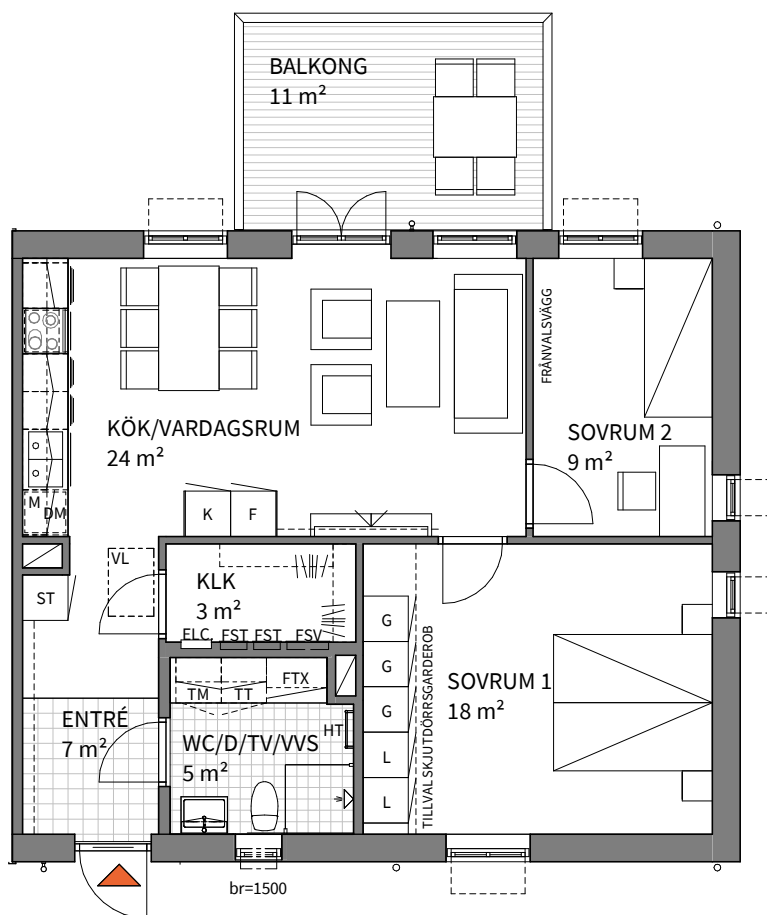 BALKONG
11 m²
FRÅNVALSVÄGG
KÖK/VARDAGSRUM
24 m²
SOVRUM 2
9 m²
M
DM
K
F
VL
ST
KLK
3 m²
ELC
FST
FST
FSV
G
G
G
L
L
TILLVAL SKJUTDÖRRSGARDEROB
SOVRUM 1
18 m²
TM
TT
FTX
HT
ENTRÉ
7 m²
WC/D/TV/VVS
5 m²
br=1500